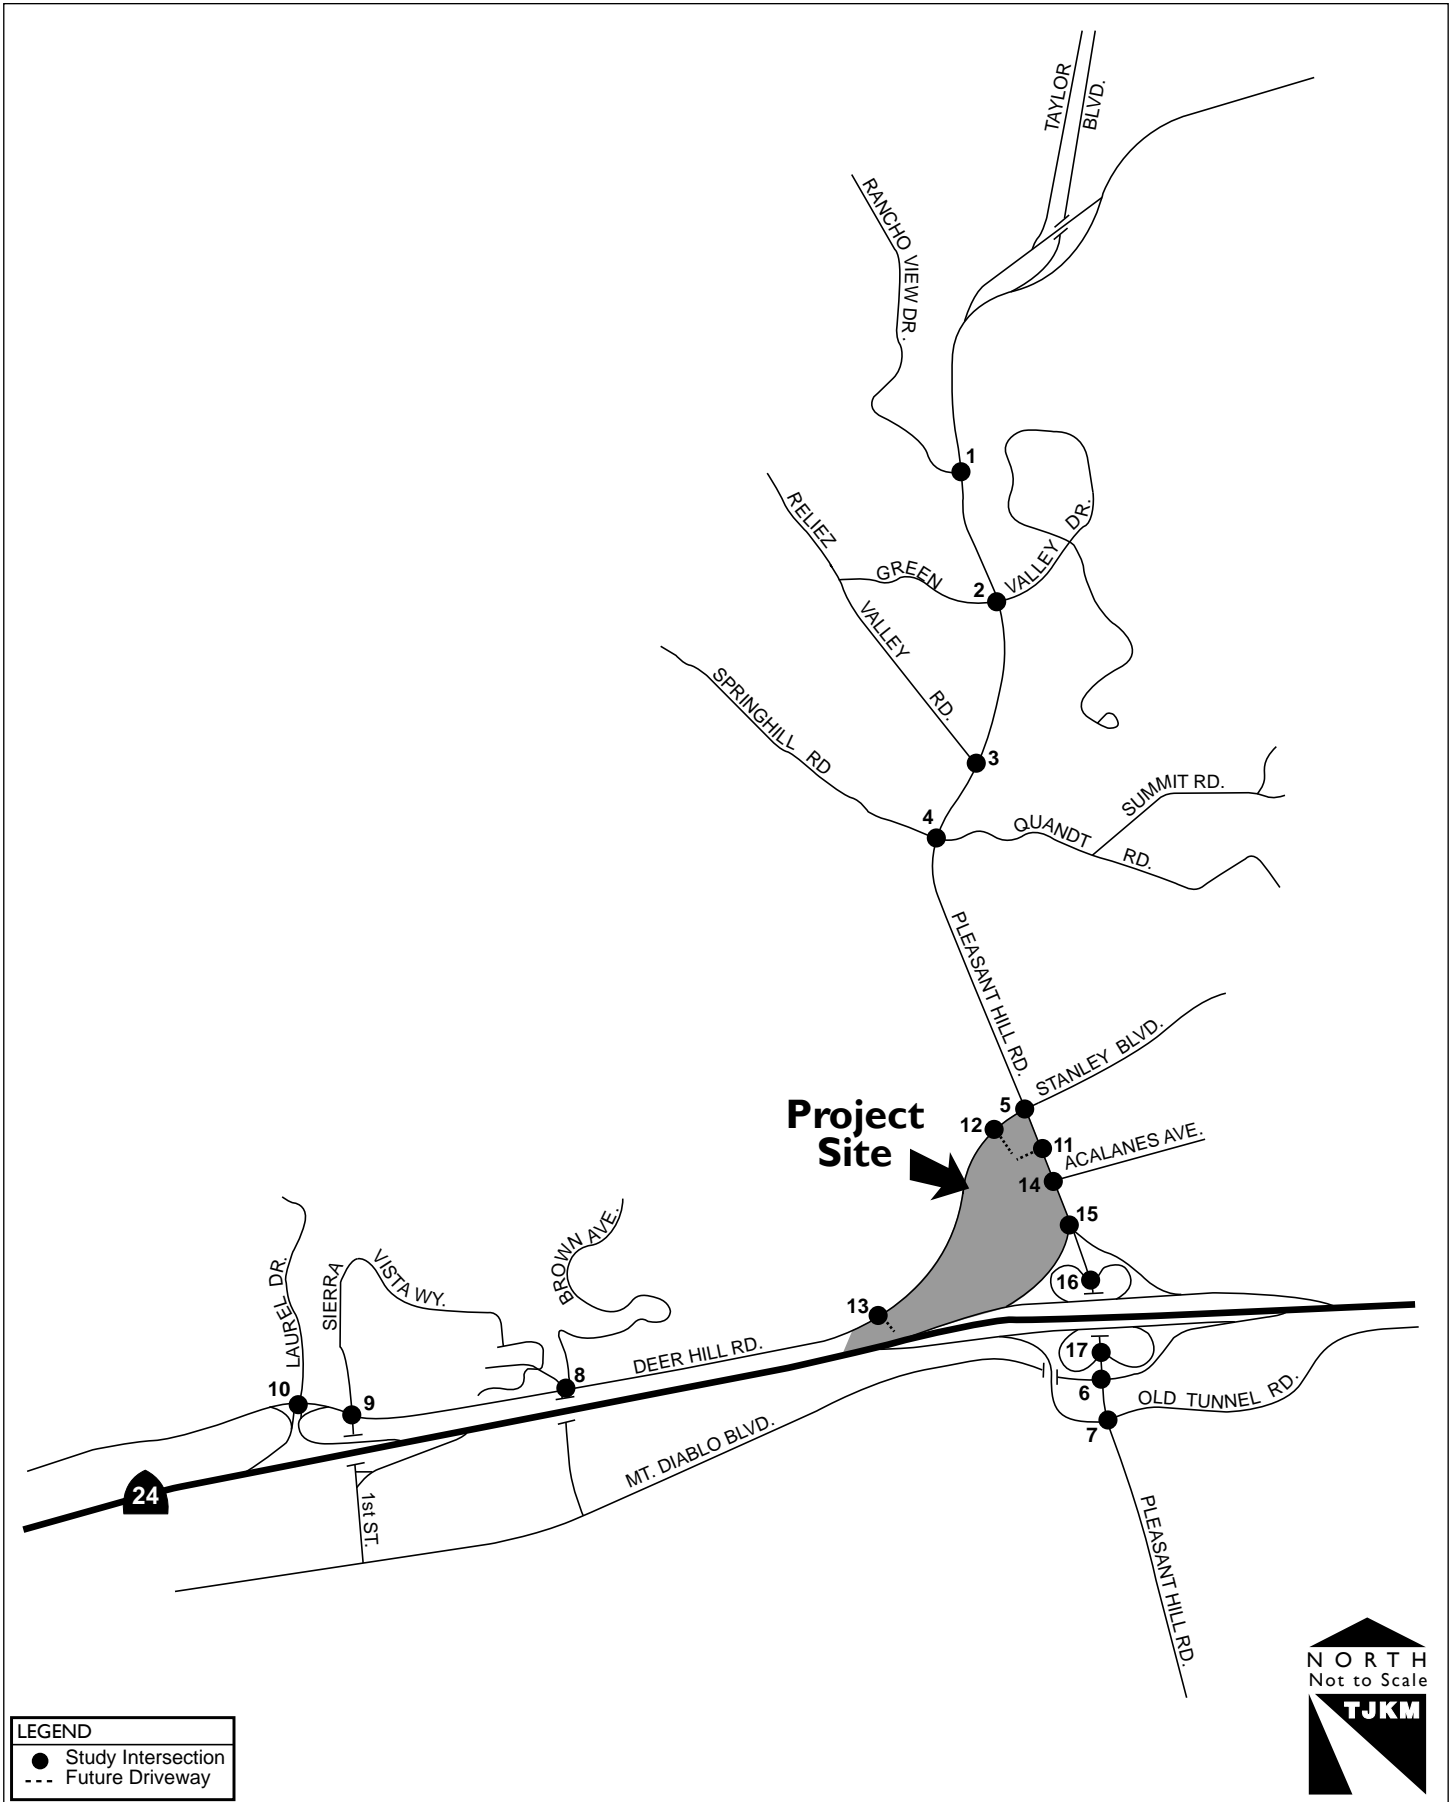 TAYLOR
BLVD.
RANCHO VIEW DR.
1
RELIEZ
VALLEY
RD.
GREEN
VALLEY DR.
2
SPRINGHILL RD
3
4
QUANDT
RD.
SUMMIT RD.
PLEASANT HILL RD.
STANLEY BLVD.
5
Project
Site
12
11
ACALANES AVE.
14
15
16
13
LAUREL DR.
SIERRA
VISTA WY.
BROWN AVE.
DEER HILL RD.
8
10
9
17
6
OLD TUNNEL RD.
7
MT. DIABLO BLVD.
24
1st ST.
PLEASANT HILL RD.
NORTH
Not to Scale
TJKM
LEGEND
Study Intersection
Future Driveway